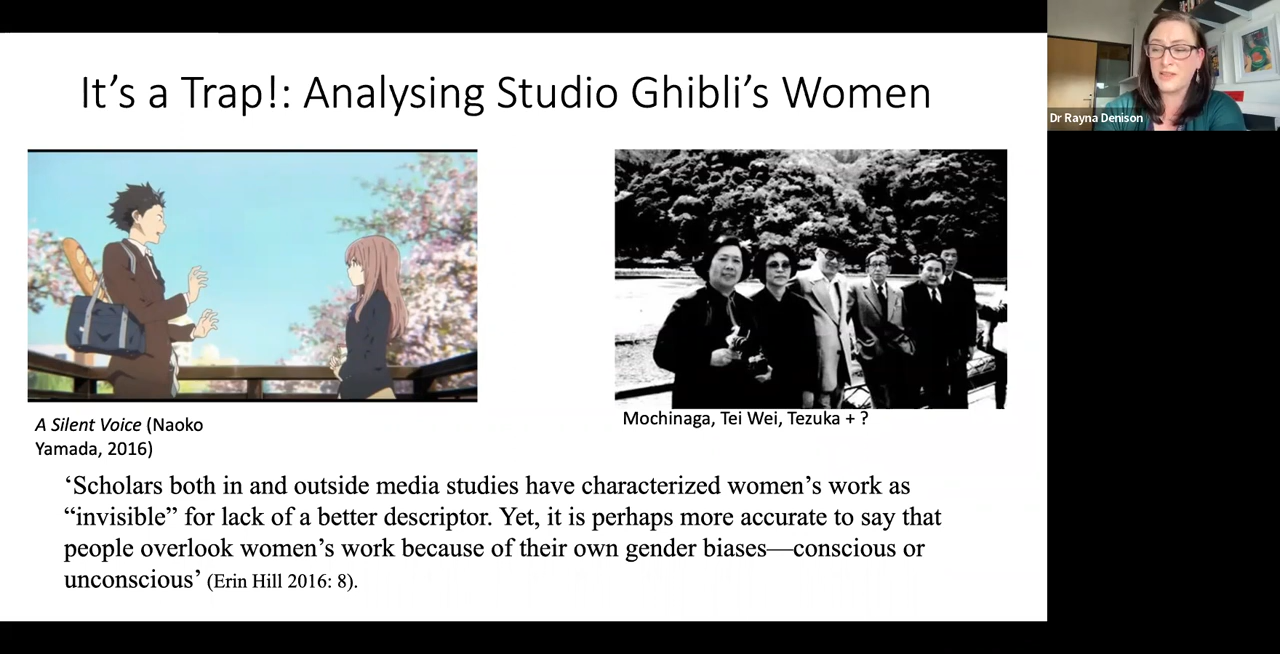 It’s a Trap!: Analysing Studio Ghibli’s Women
Dr Rayna Denison
A Silent Voice (Naoko
Yamada, 2016)
Mochinaga, Tei Wei, Tezuka + ?
‘Scholars both in and outside media studies have characterized women’s work as
“invisible” for lack of a better descriptor. Yet, it is perhaps more accurate to say that
people overlook women’s work because of their own gender biases—conscious or
unconscious’ (Erin Hill 2016: 8).